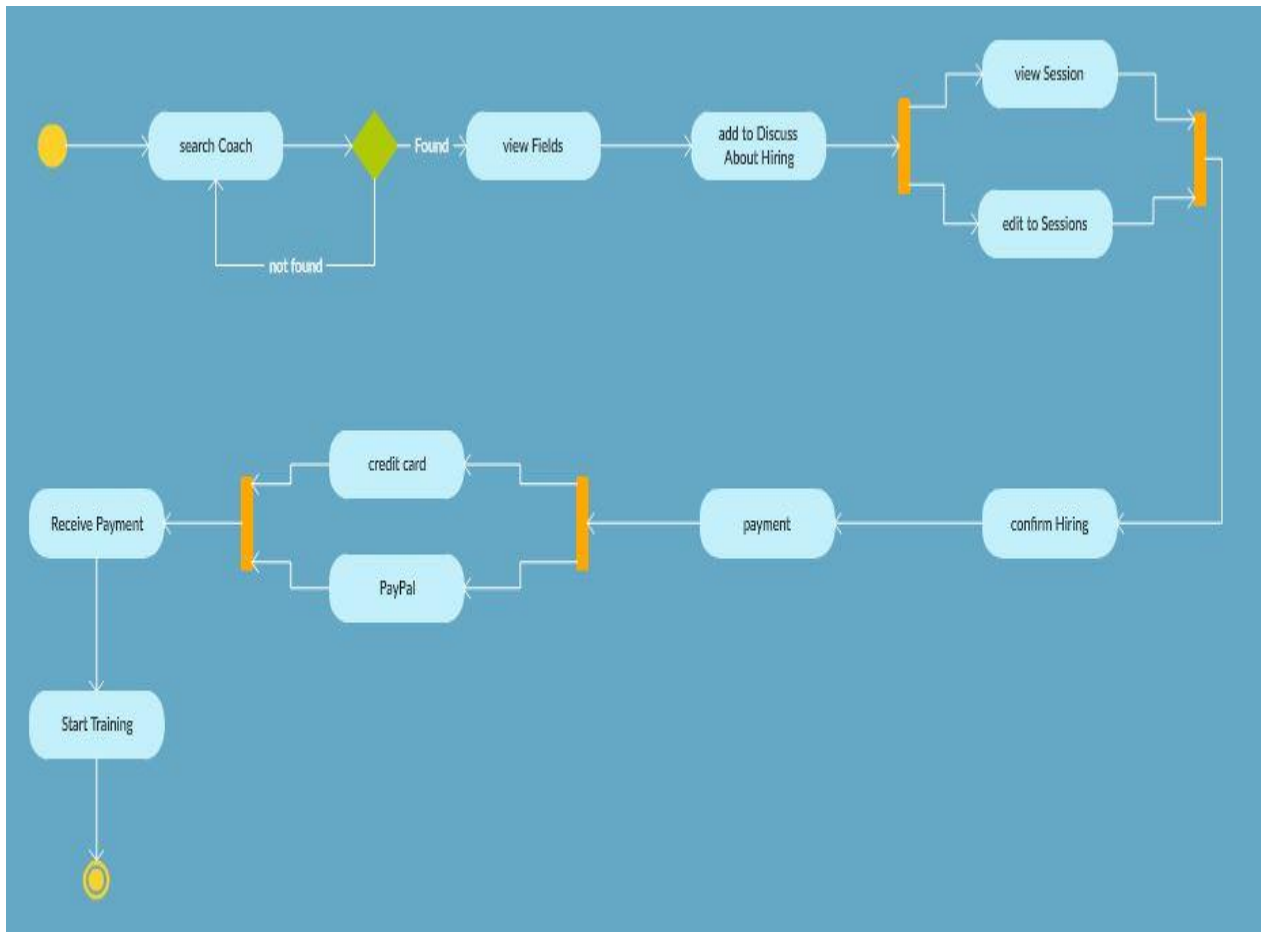 search Coach
Found
view Fields
add to Discuss
About Hiring
view Session
edit to Sessions
not found
confirm Hiring
payment
credit card
PayPal
Receive Payment
Start Training